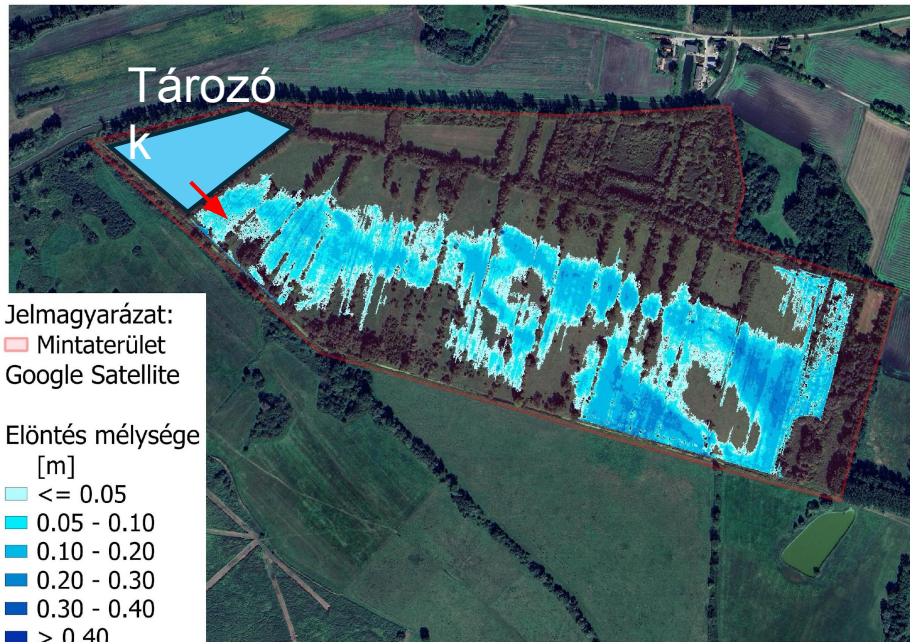 Tározó
k
Jelmagyarázat:
Mintaterület
Google Satellite
Elöntés mélysége
[m]
<= 0.05
0.05 - 0.10
0.10 - 0.20
0.20 - 0.30
0.30 - 0.40
> 0.40